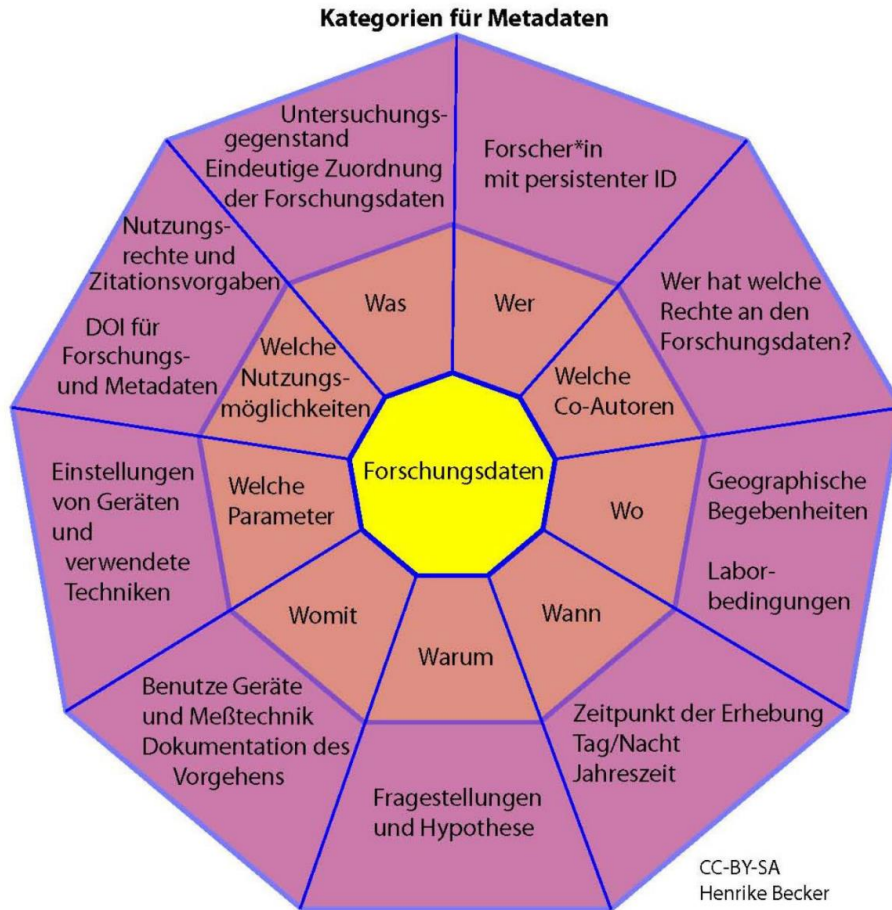 Kategorien für Metadaten
Untersuchungs-
gegenstand
Eindeutige Zuordnung
der Forschungsdaten
Forscher*in
mit persistenter ID
Nutzungs-
rechte und
Zitationsvorgaben
DOI für
Forschungs-
und Metadaten
Was
Wer
Wer hat welche
Rechte an den
Forschungsdaten?
Welche
Nutzungs-
möglichkeiten
Welche
Co-Autoren
Forschungsdaten
Einstellungen
von Geräten
und
verwendete
Techniken
Welche
Parameter
Wo
Geographische
Begebenheiten
Labor-
bedingungen
Womit
Warum
Wann
Benutze Geräte
und Meßtechnik
Dokumentation des
Vorgehens
Fragestellungen
und Hypothese
Zeitpunkt der Erhebung
Tag/Nacht
Jahreszeit
CC-BY-SA
Henrike Becker